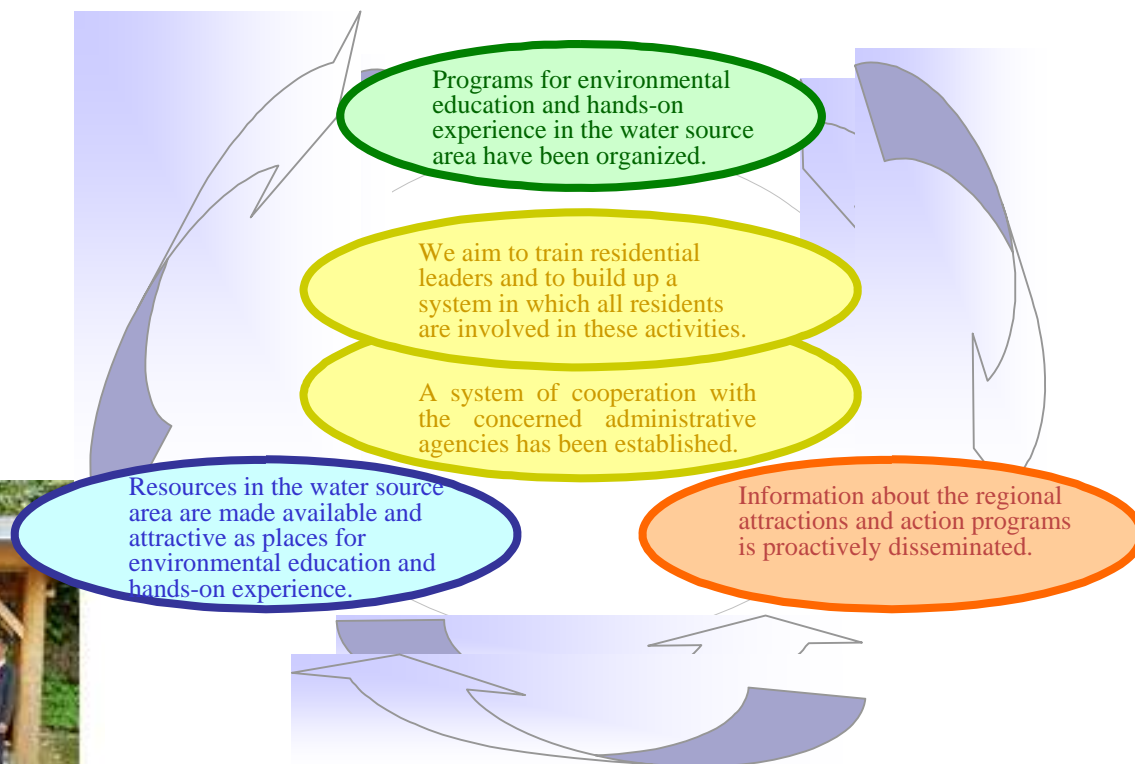 Programs for environmental
education and hands-on
experience in the water source
area have been organized.
We aim to train residential
leaders and to build up a
system in which all residents
are involved in these activities.
A system of cooperation with
the concerned administrative
agencies has been established.
Resources in the water source
area are made available and
attractive as places for
environmental education and
hands-on experience.
Information about the regional
attractions and action programs
is proactively disseminated.